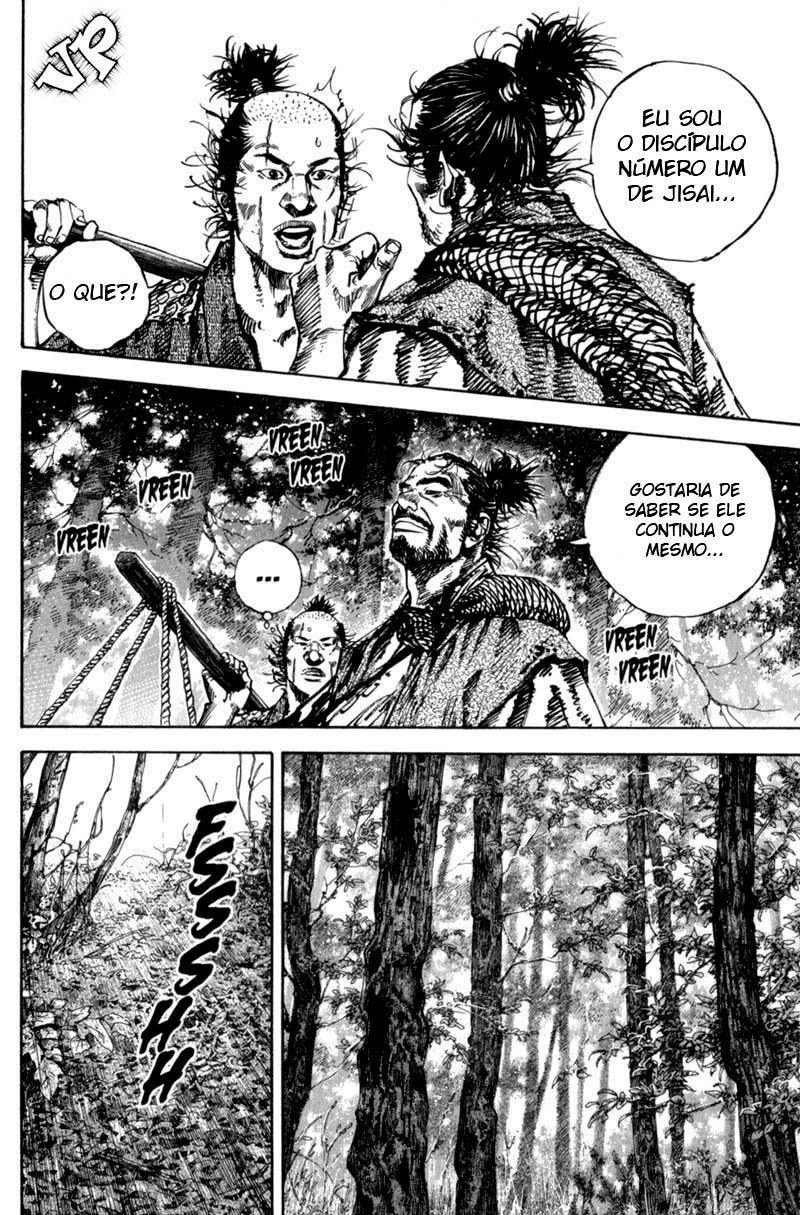 VP
EU SOU
O DISCÍPULO
NÚMERO UM
DE JISAI...
O QUE?!
GOSTARIA DE
SABER SE ELE
CONTINUA O
MESMO...
VREEN
VREEN
VREEN
VREEN
...
VREEN
VREEN
FSSSHH